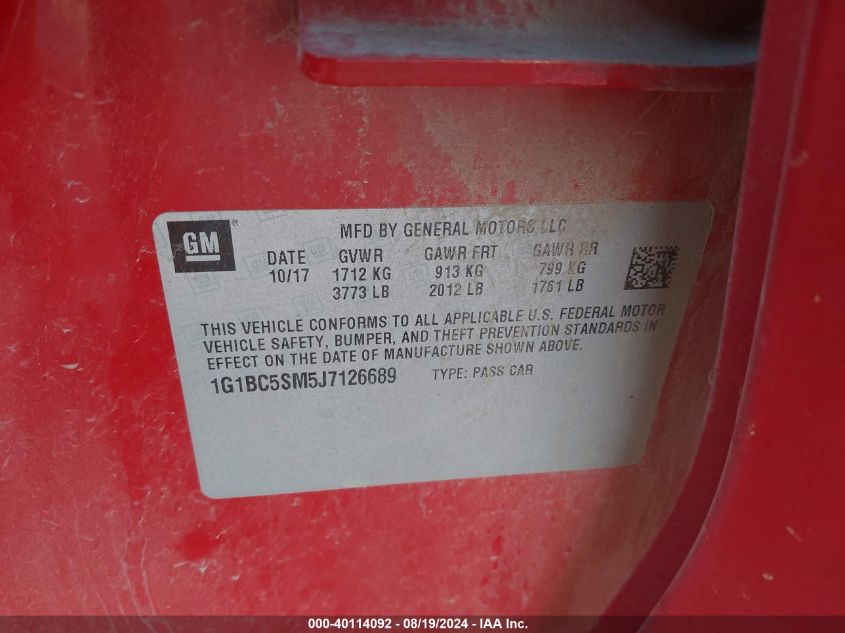 GM
MFD BY GENERAL MOTORS LLC
DATE GVWR GAWR FRT GAWR RR
10/17 1712 KG 913 KG 799 KG
3773 LB 2012 LB 1761 LB
THIS VEHICLE CONFORMS TO ALL APPLICABLE U.S. FEDERAL MOTOR
VEHICLE SAFETY, BUMPER, AND THEFT PREVENTION STANDARDS IN
EFFECT ON THE DATE OF MANUFACTURE SHOWN ABOVE.
1G1BC5SM5J7126689 TYPE: PASS CAR
000-40114092 - 08/19/2024 - IAA Inc.